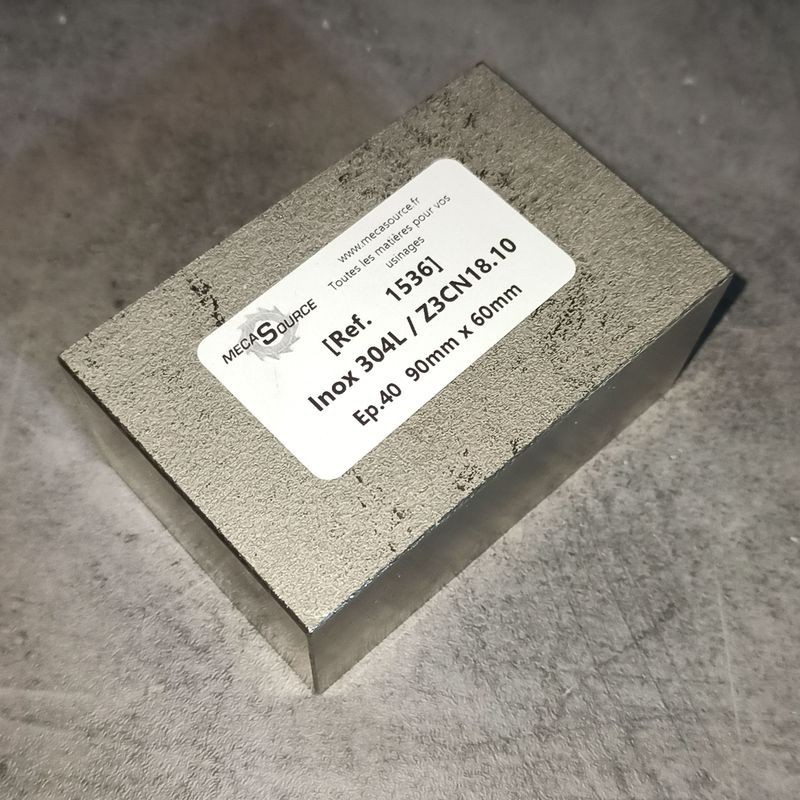 MECASOURCE
www.mecasource.fr
Toutes les matières pour vos
usinages
[Ref. 1536]
Inox 304L / Z3CN18.10
Ep.40 90mm x 60mm